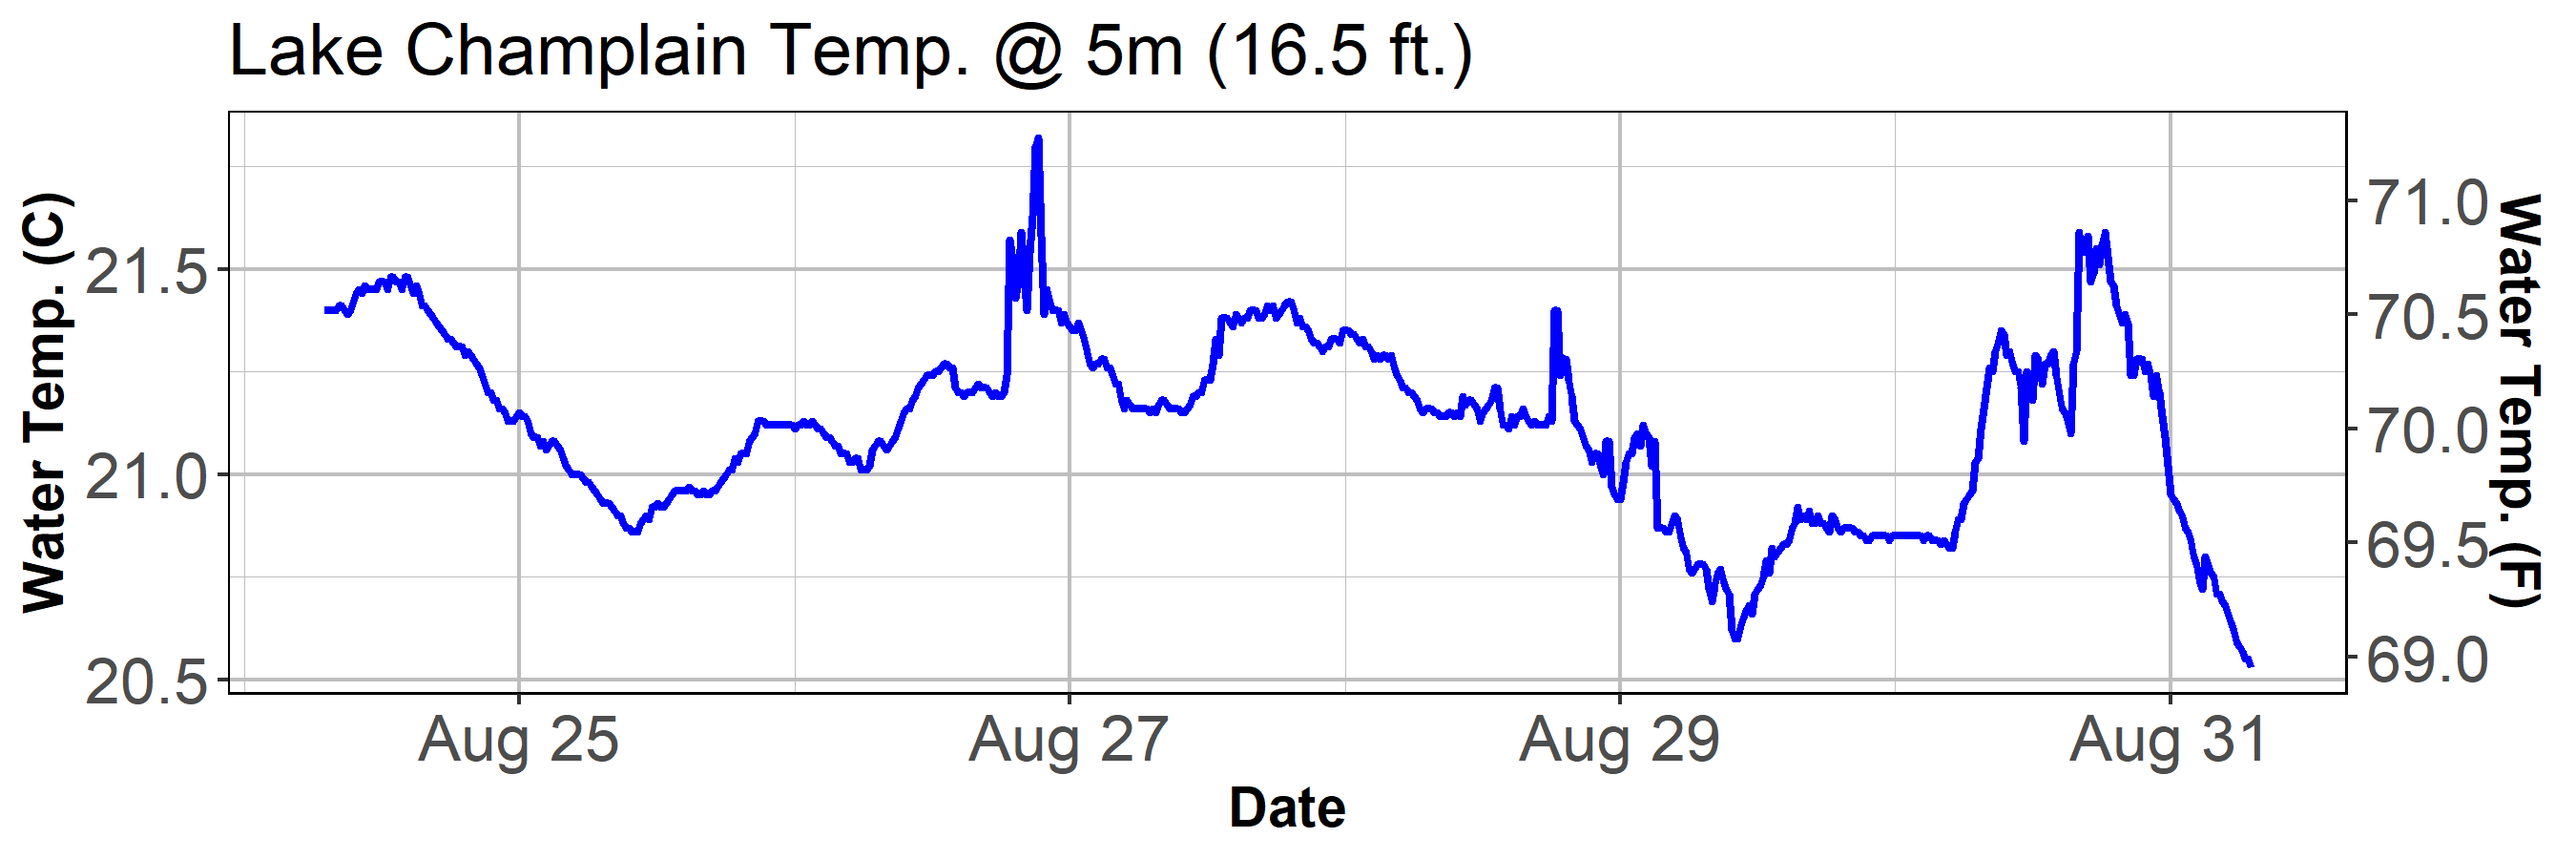 Lake Champlain Temp. @ 5m (16.5 ft.)
Water Temp. (C)
21.5
21.0
20.5
71.0
70.5
70.0
69.5
69.0
Water Temp. (F)
Aug 25 Aug 27 Aug 29 Aug 31
Date